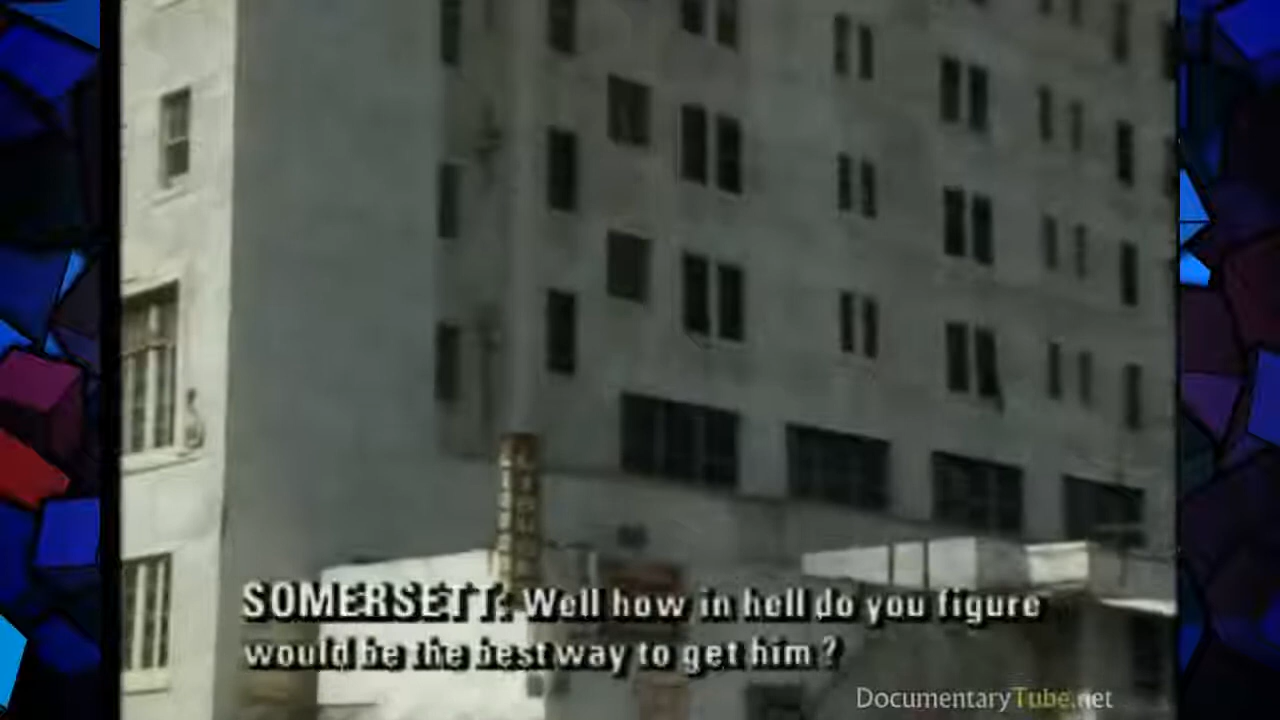 SOMERSETT: Well how in hell do you figure
would be the best way to get him?
DocumentaryTube.net